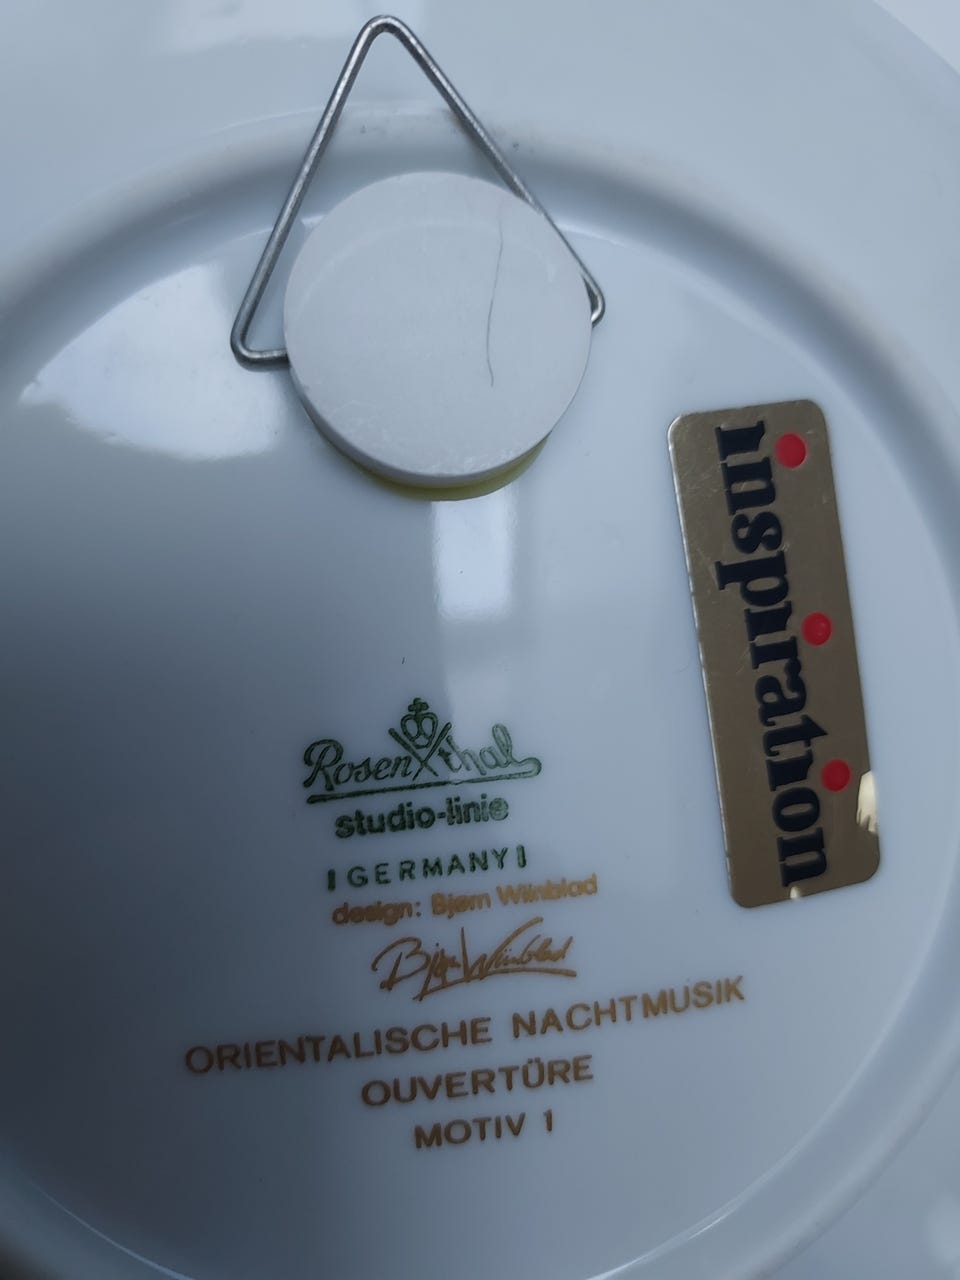 Rosenthal
studio-linie
GERMANY
design: Bjørn Wiinblad
Bjørn Wiinblad
ORIENTALISCHE NACHTMUSIK
OUVERTÜRE
MOTIV 1
inspiration